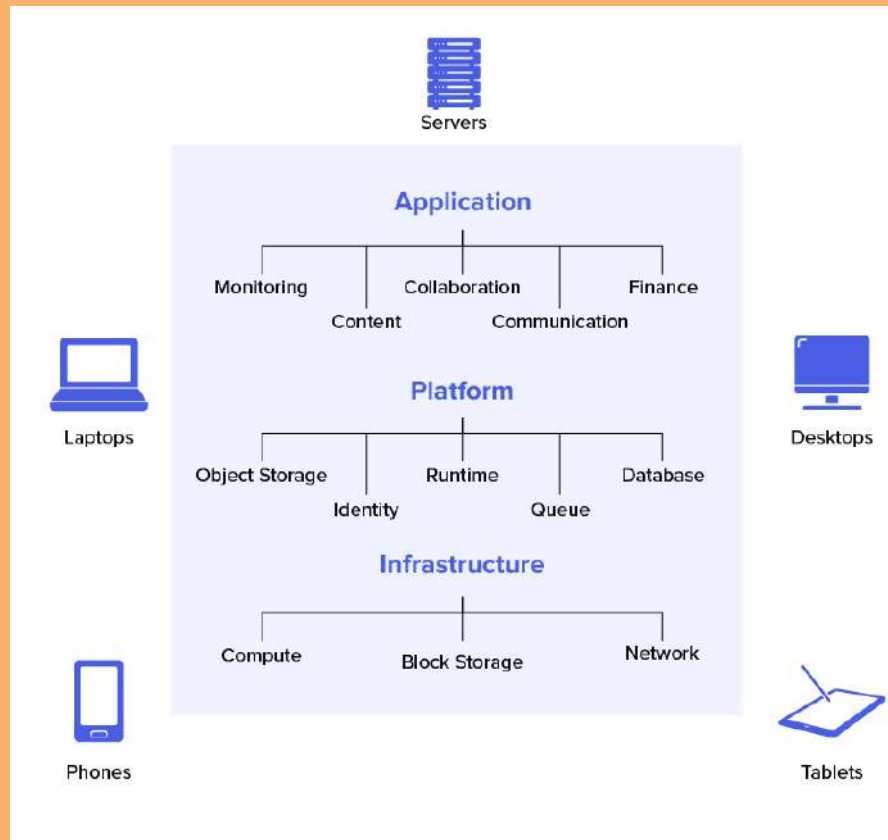 Servers
Application
Monitoring
Collaboration
Finance
Content
Communication
Laptops
Desktops
Platform
Object Storage
Runtime
Database
Identity
Queue
Infrastructure
Compute
Block Storage
Network
Phones
Tablets